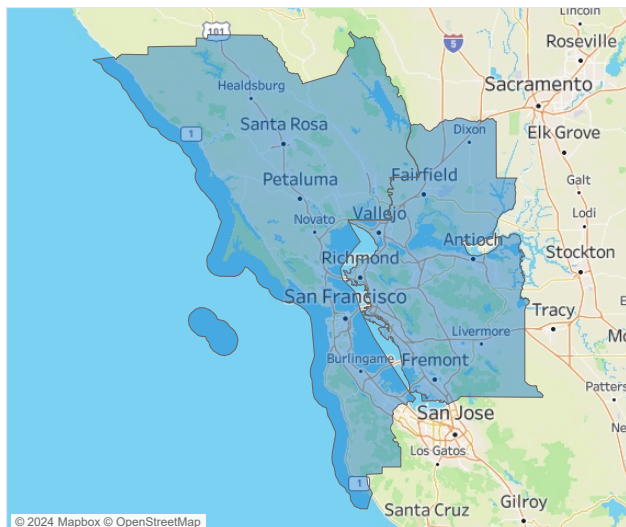 Lincoln
101
5
Roseville
Healdsburg
Sacramento
Santa Rosa
1
Dixon
Elk Grove
Petaluma
Fairfield
Galt
Novato
Vallejo
Lodi
Antioch
Richmond
Stockton
San Francisco
Tracy
Livermore
Burlingame
Fremont
Patters
San Jose
Los Gatos
1
Santa Cruz
Gilroy
© 2024 Mapbox © OpenStreetMap